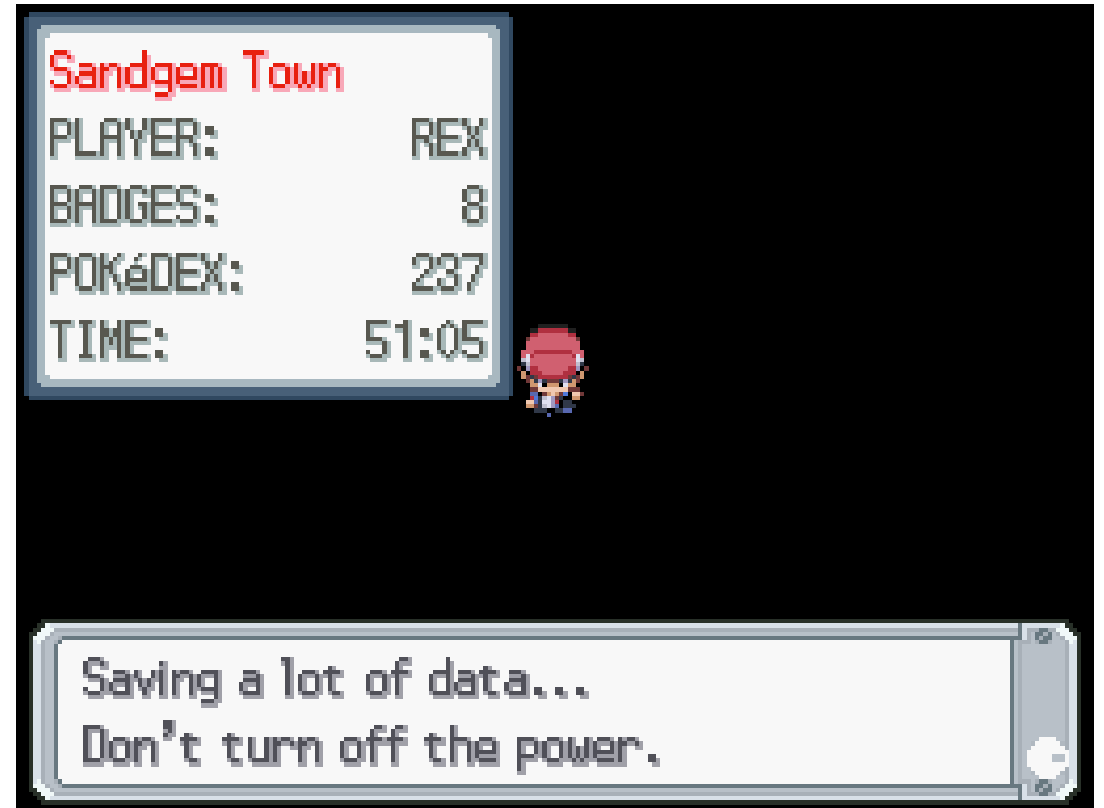 Sandgem Town
PLAYER: REX
BADGES: 8
POKéDEX: 237
TIME: 51:05
Saving a lot of data...
Don't turn off the power.